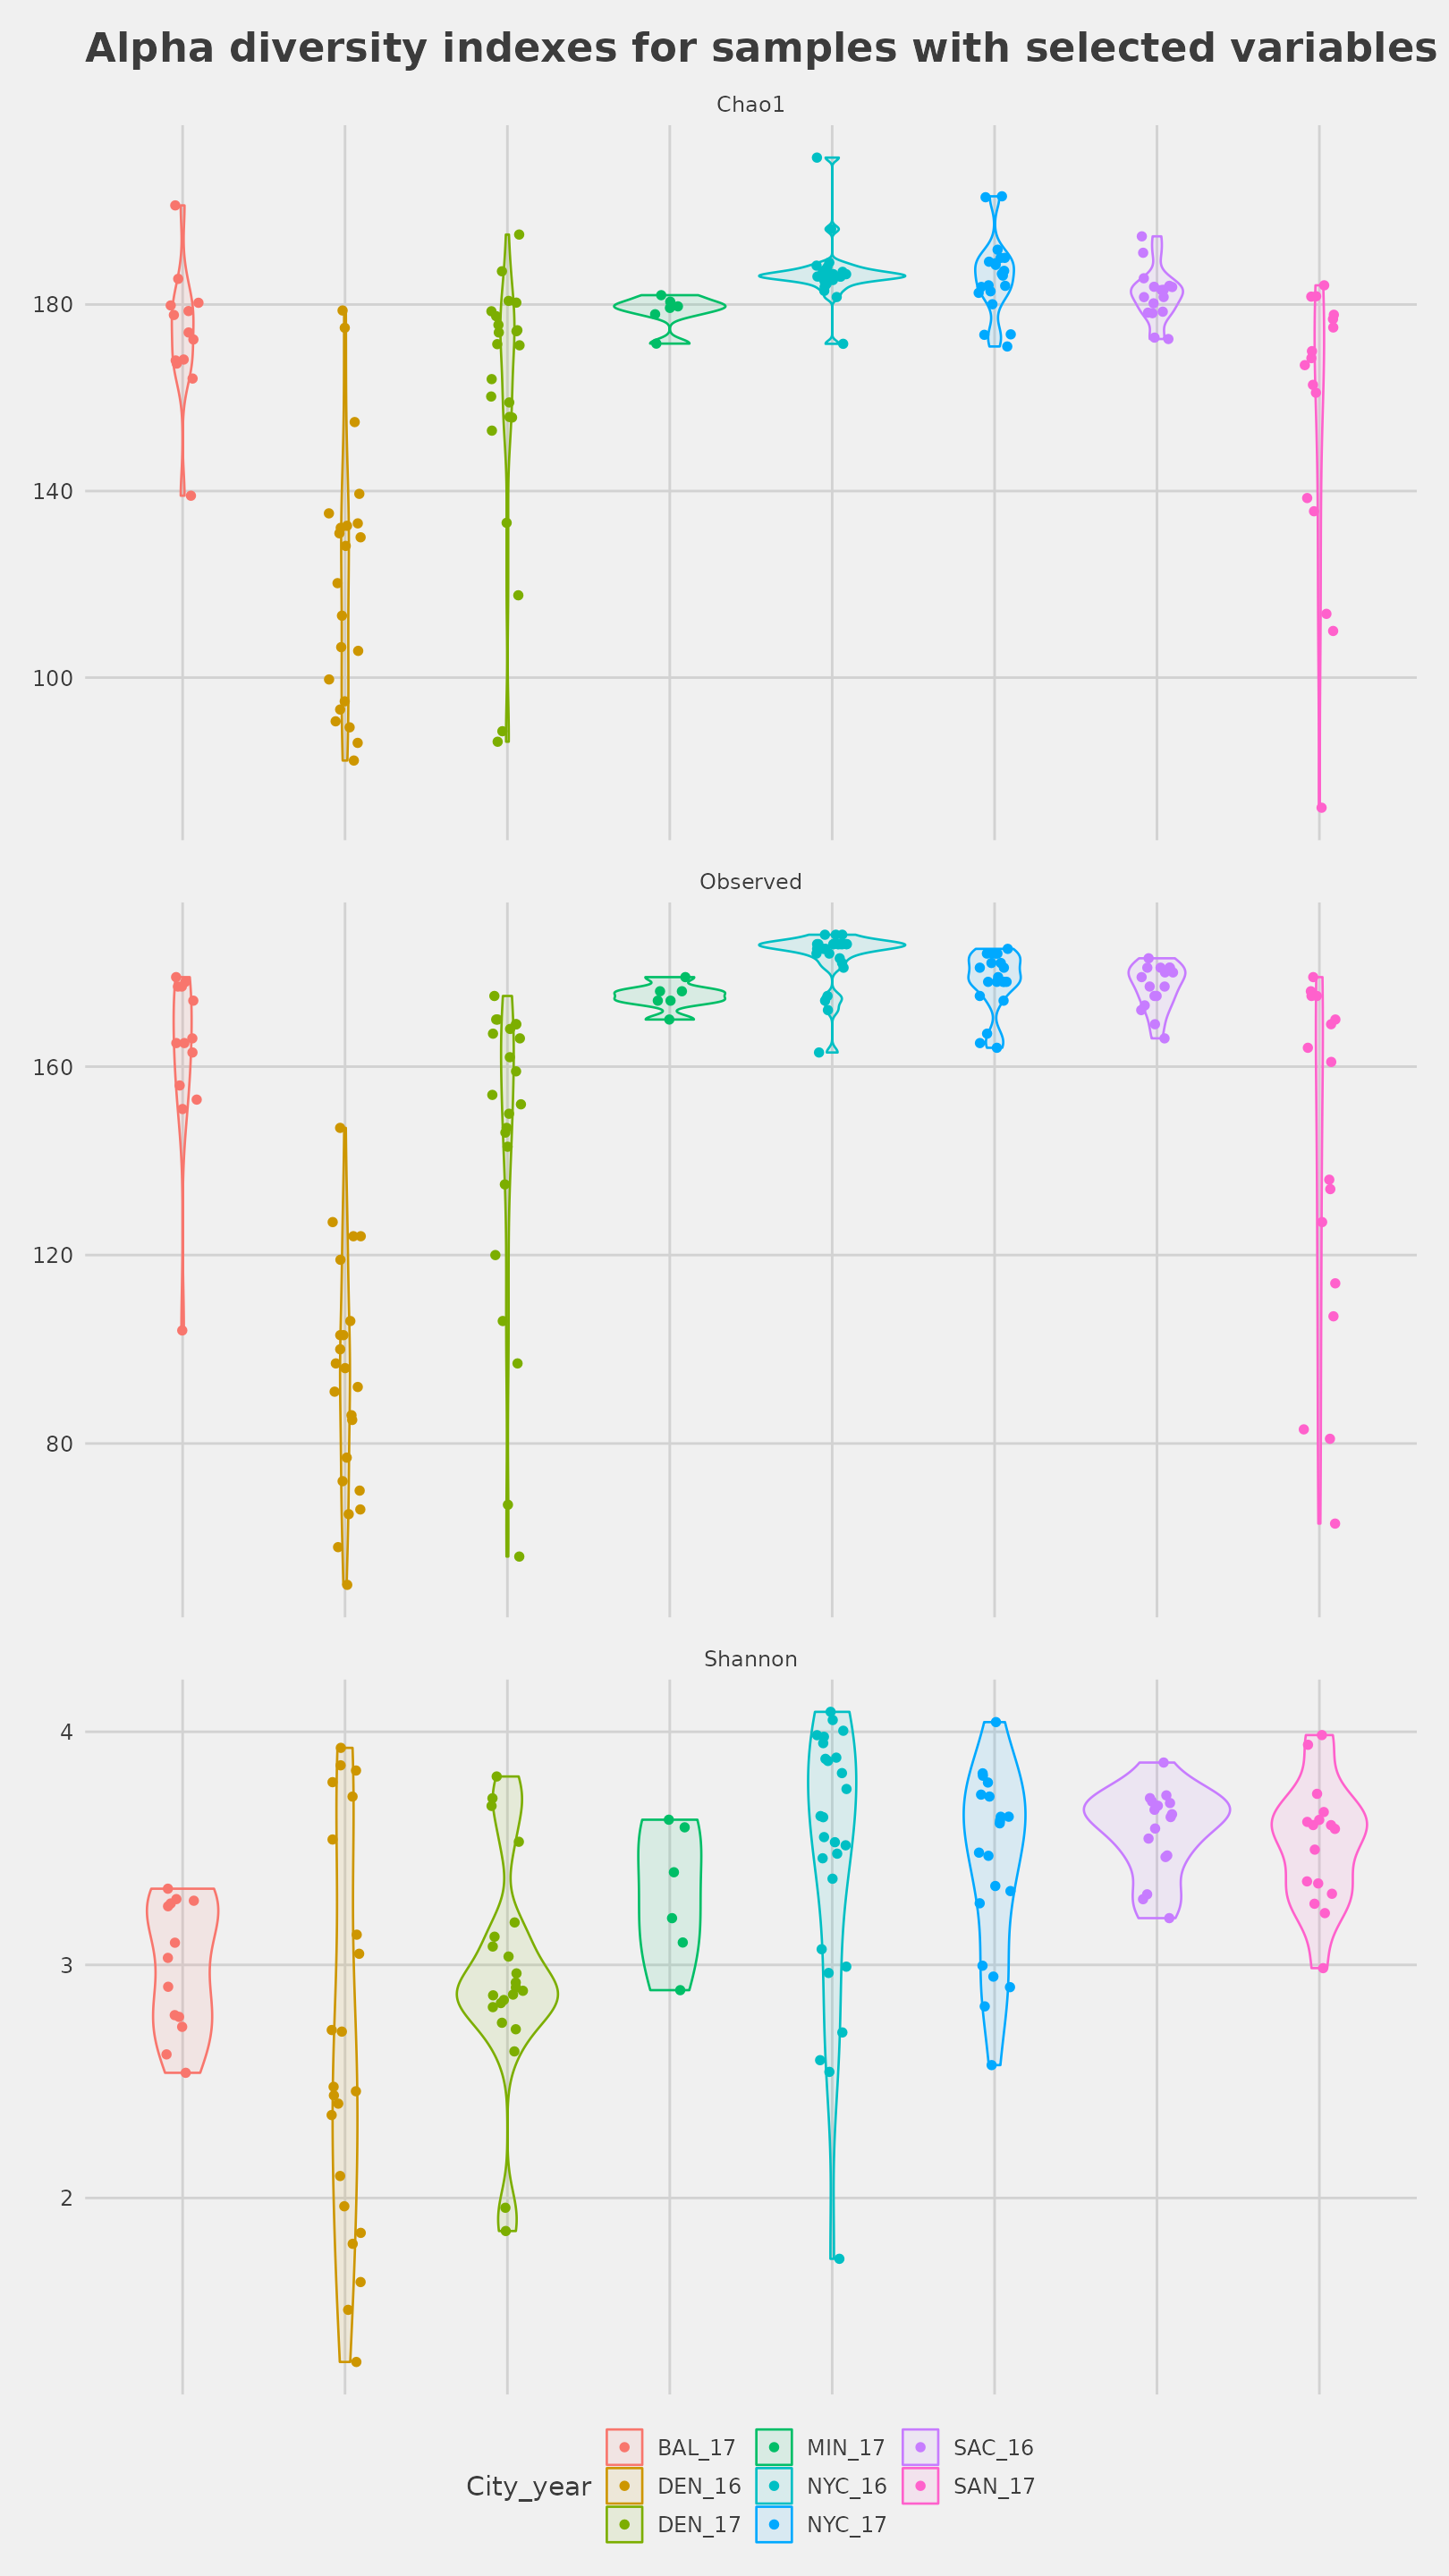 Alpha diversity indexes for samples with selected variables
Chao1
180
140
100
Observed
160
120
80
Shannon
4
3
2
City_year
BAL_17 MIN_17 SAC_16
DEN_16 NYC_16 SAN_17
DEN_17 NYC_17